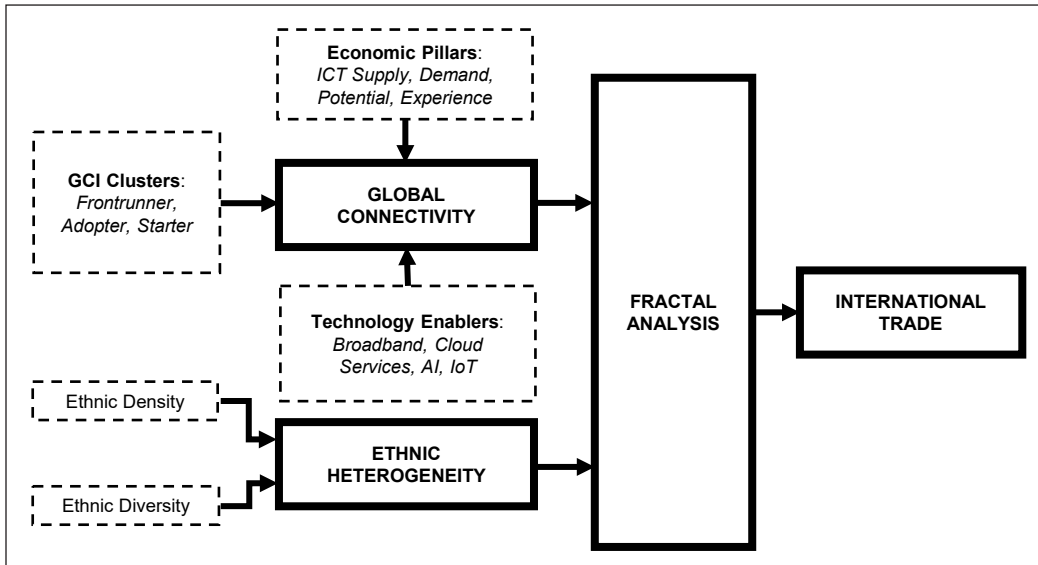 Economic Pillars:
ICT Supply, Demand,
Potential, Experience
GCI Clusters:
Frontrunner,
Adopter, Starter
GLOBAL
CONNECTIVITY
Technology Enablers:
Broadband, Cloud
Services, AI, IoT
Ethnic Density
Ethnic Diversity
ETHNIC
HETEROGENEITY
FRACTAL
ANALYSIS
INTERNATIONAL
TRADE